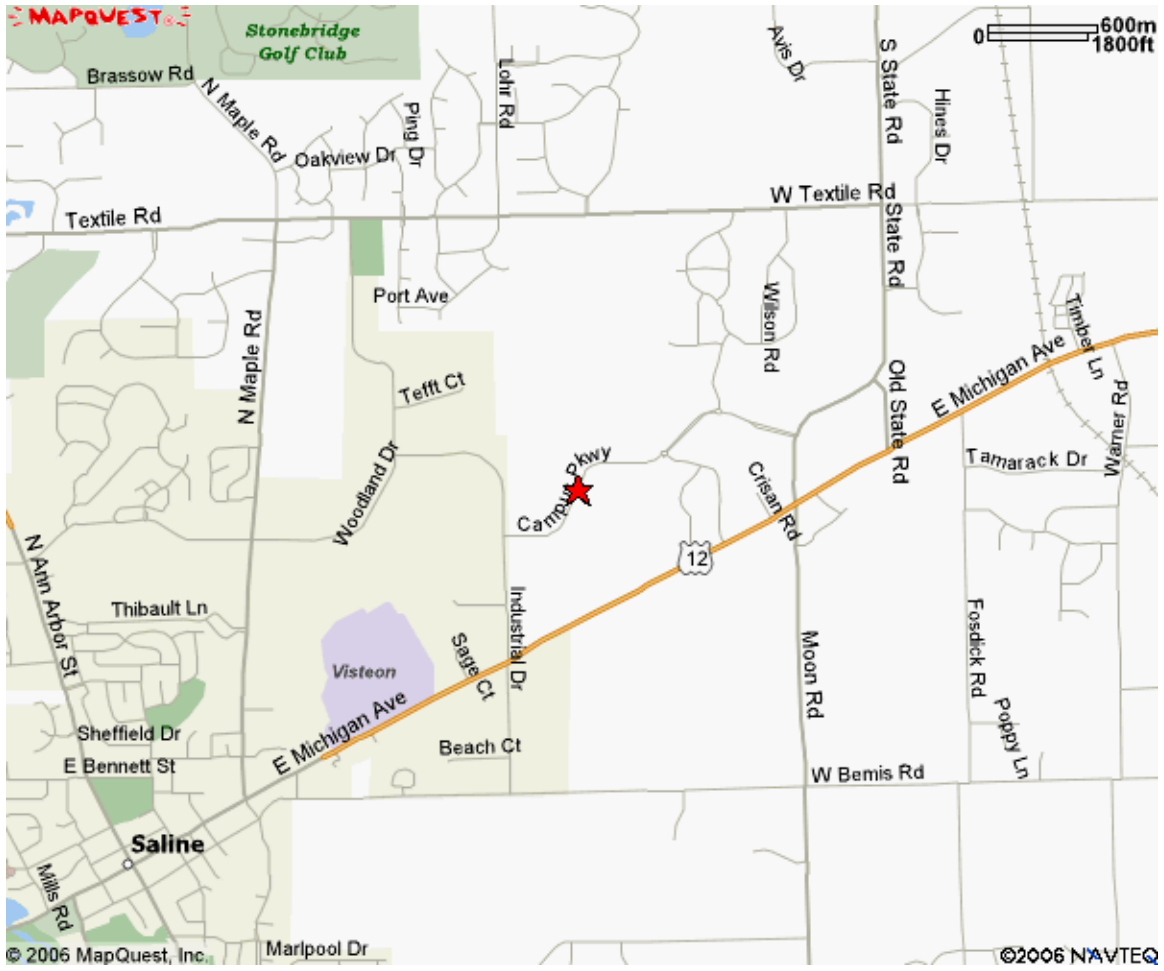 MAPQUEST
Stonebridge
Golf Club
600m
0
1800ft
Brassow Rd
N Maple Rd
Lohr Rd
Avis Dr
S State Rd
Hines Dr
Ping Dr
Oakview Dr
W Textile Rd
Textile Rd
State Rd
Port Ave
Wilson Rd
Timber Ln
N Maple Rd
Tefft Ct
Old State Rd
E Michigan Ave
Warner Rd
Woodland Dr
Campus Pkwy
Crisan Rd
Tamarack Dr
N Ann Arbor St
12
Thibault Ln
Industrial Dr
Sage Ct
Visteon
Moon Rd
Fosdick Rd
Poppy Ln
Sheffield Dr
E Michigan Ave
Beach Ct
E Bennett St
W Bemis Rd
Saline
Mills Rd
Marlpool Dr
© 2006 MapQuest, Inc.
©2006 NAVTEQ